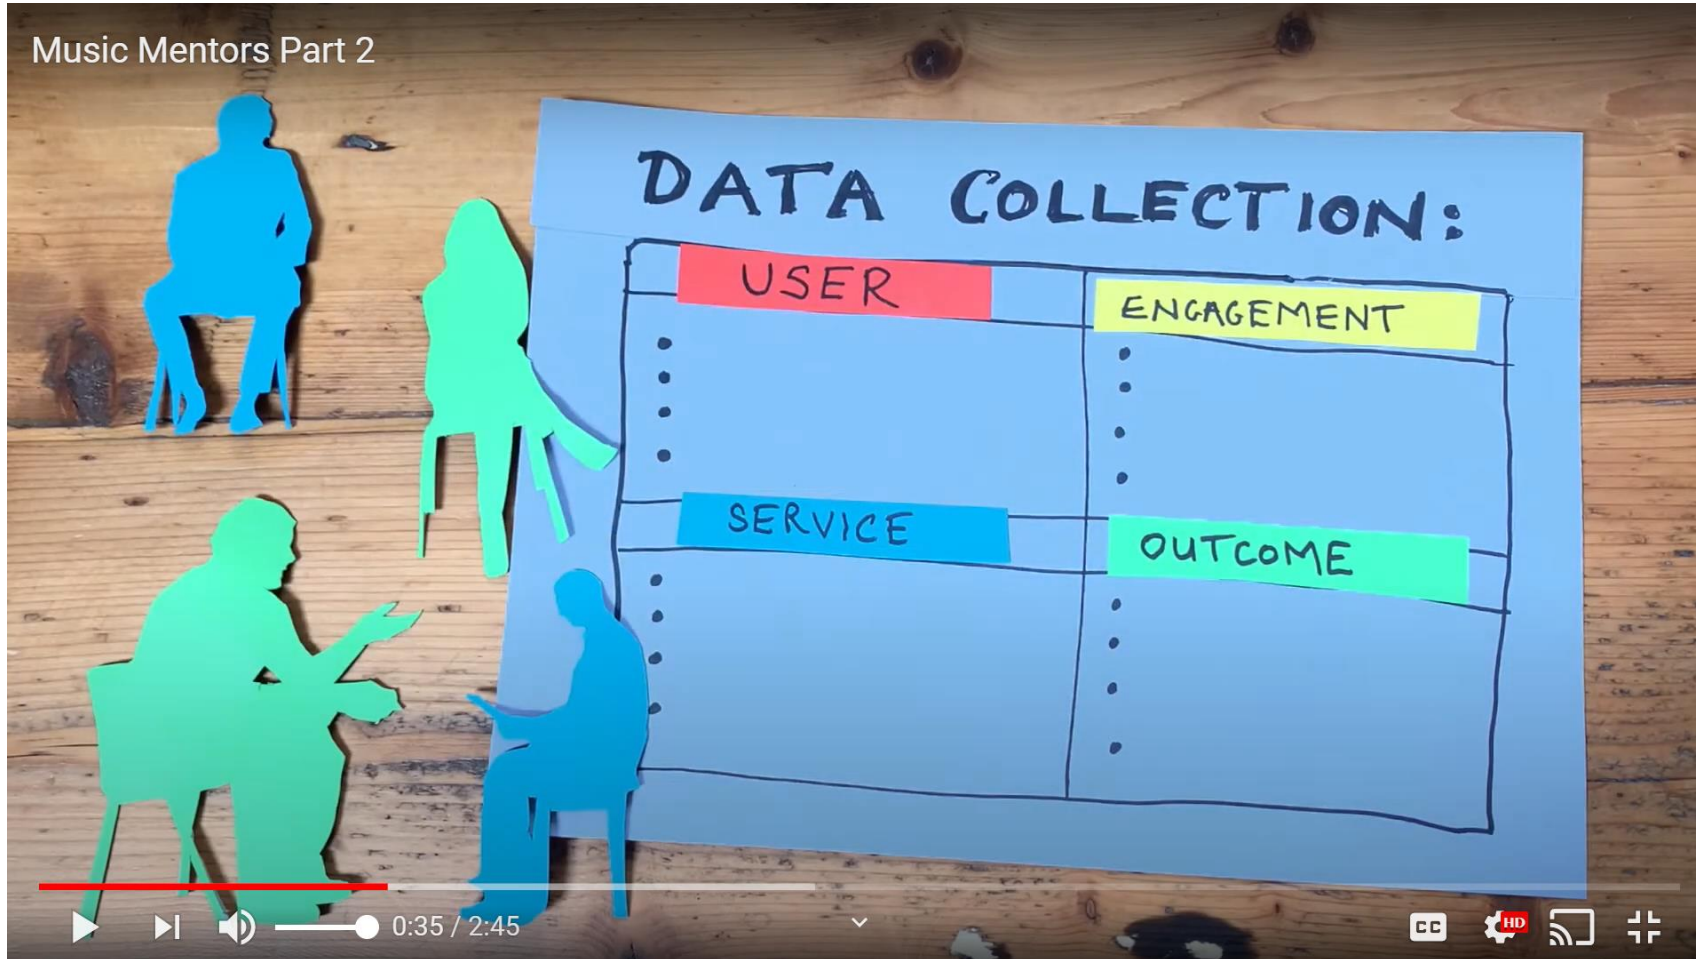 Music Mentors Part 2
DATA COLLECTION:
USER
ENGAGEMENT
SERVICE
OUTCOME
0:35 / 2:45
CC
HD